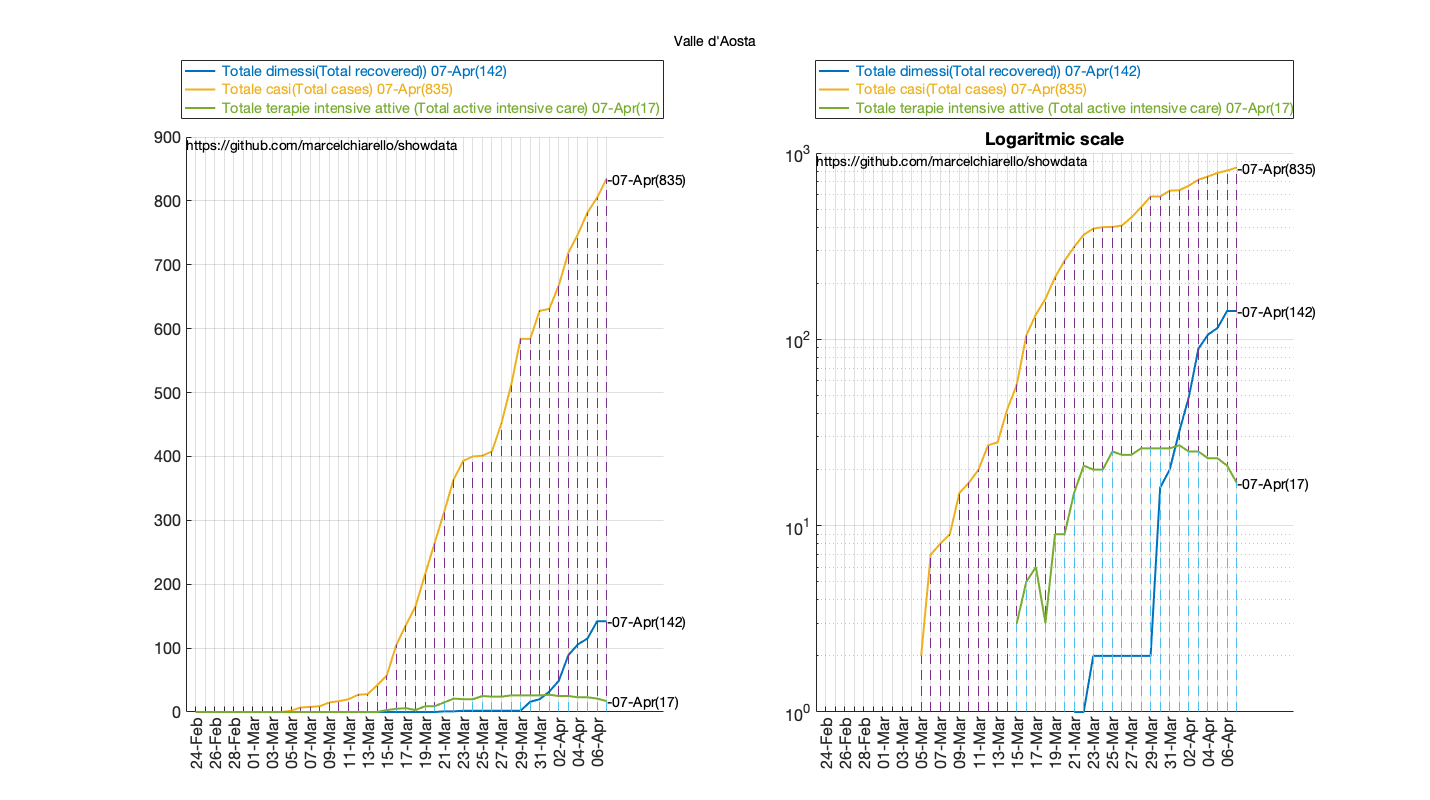 Valle d'Aosta
Totale dimessi(Total recovered)) 07-Apr(142)
Totale casi(Total cases) 07-Apr(835)
Totale terapie intensive attive (Total active intensive care) 07-Apr(17)
900
800
700
600
500
400
300
200
100
0
https://github.com/marcelchiarello/showdata
-07-Apr(835)
-07-Apr(142)
-07-Apr(17)
24-Feb
26-Feb
28-Feb
01-Mar
03-Mar
05-Mar
07-Mar
09-Mar
11-Mar
13-Mar
15-Mar
17-Mar
19-Mar
21-Mar
23-Mar
25-Mar
27-Mar
29-Mar
31-Mar
02-Apr
04-Apr
06-Apr
Totale dimessi(Total recovered)) 07-Apr(142)
Totale casi(Total cases) 07-Apr(835)
Totale terapie intensive attive (Total active intensive care) 07-Apr(17)
Logaritmic scale
10^3
10^2
10^1
10^0
https://github.com/marcelchiarello/showdata
-07-Apr(835)
-07-Apr(142)
-07-Apr(17)
24-Feb
26-Feb
28-Feb
01-Mar
03-Mar
05-Mar
07-Mar
09-Mar
11-Mar
13-Mar
15-Mar
17-Mar
19-Mar
21-Mar
23-Mar
25-Mar
27-Mar
29-Mar
31-Mar
02-Apr
04-Apr
06-Apr